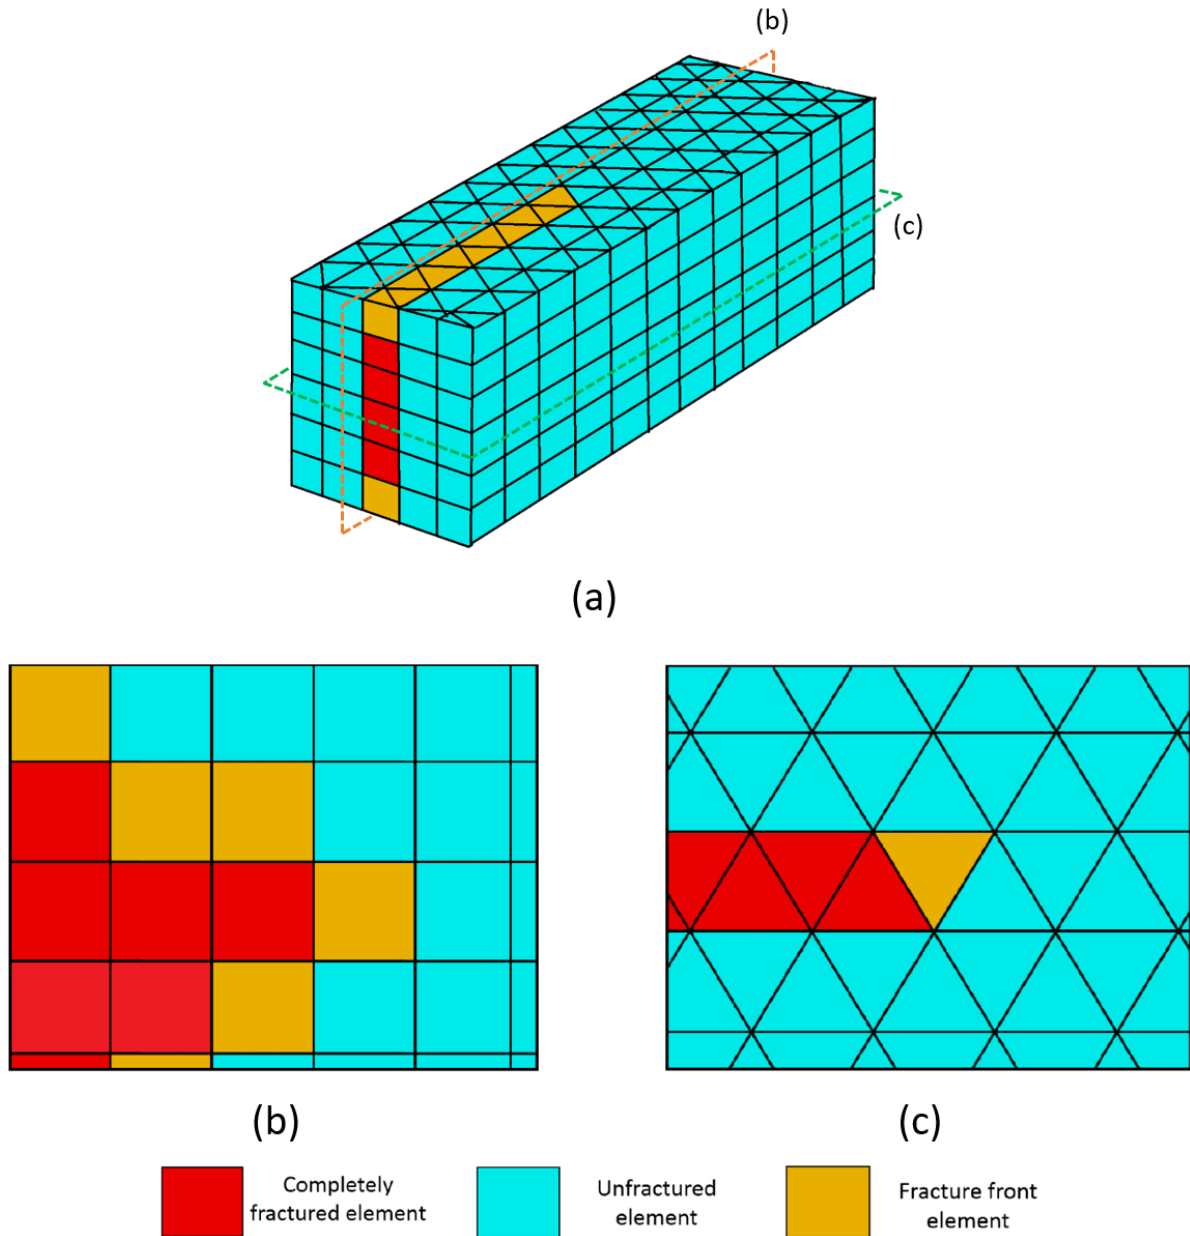 (b)
(c)
(a)
(b)
(c)
Completely
fractured element
Unfractured
element
Fracture front
element